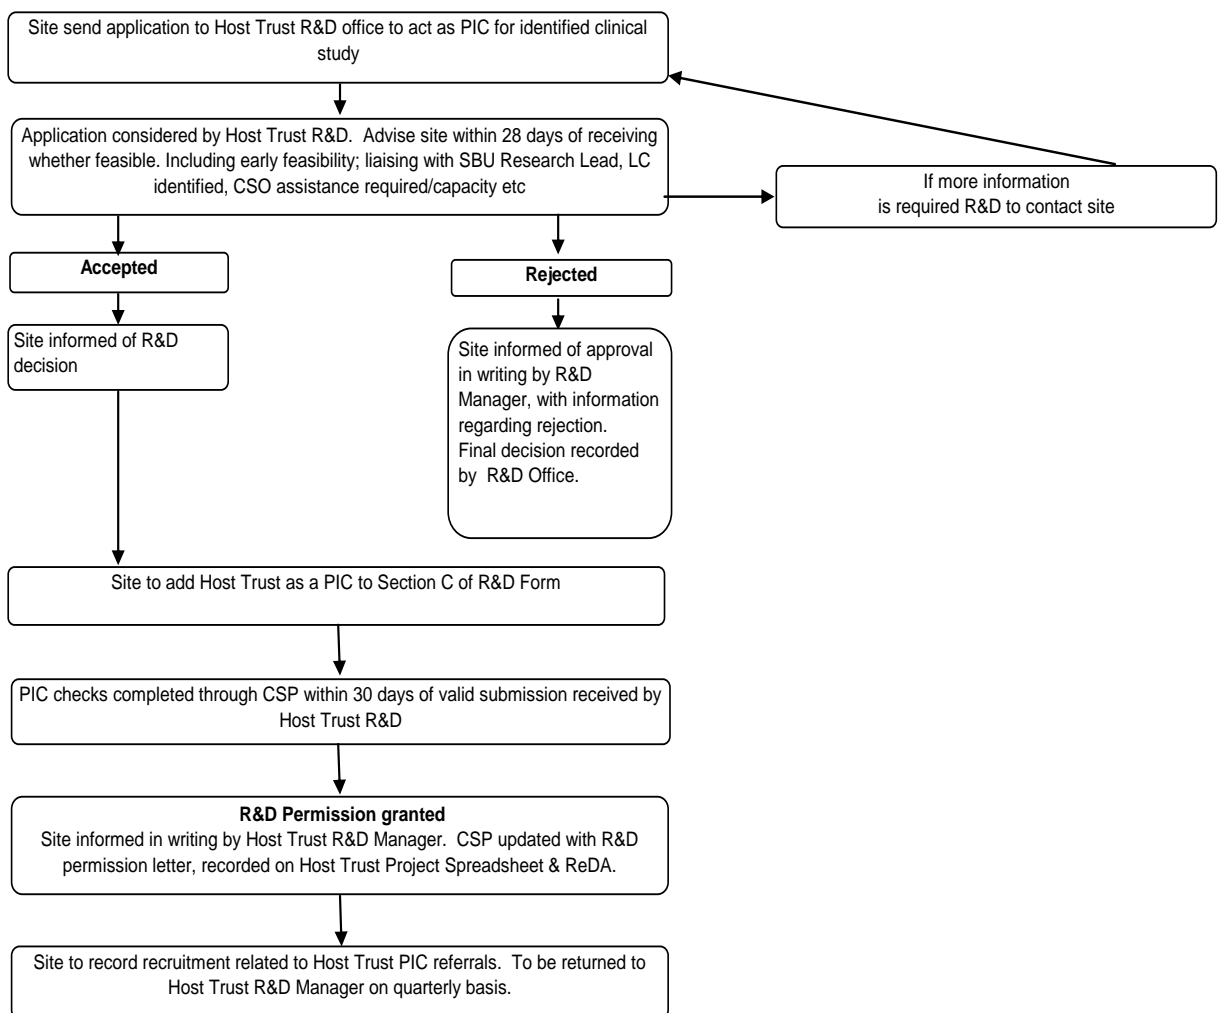 Site send application to Host Trust R&D office to act as PIC for identified clinical
study
Application considered by Host Trust R&D. Advise site within 28 days of receiving
whether feasible. Including early feasibility; liaising with SBU Research Lead, LC
identified, CSO assistance required/capacity etc
If more information
is required R&D to contact site
Accepted
Rejected
Site informed of R&D
decision
Site informed of approval
in writing by R&D
Manager, with information
regarding rejection.
Final decision recorded
by R&D Office.
Site to add Host Trust as a PIC to Section C of R&D Form
PIC checks completed through CSP within 30 days of valid submission received by
Host Trust R&D
R&D Permission granted
Site informed in writing by Host Trust R&D Manager. CSP updated with R&D
permission letter, recorded on Host Trust Project Spreadsheet & ReDA.
Site to record recruitment related to Host Trust PIC referrals. To be returned to
Host Trust R&D Manager on quarterly basis.